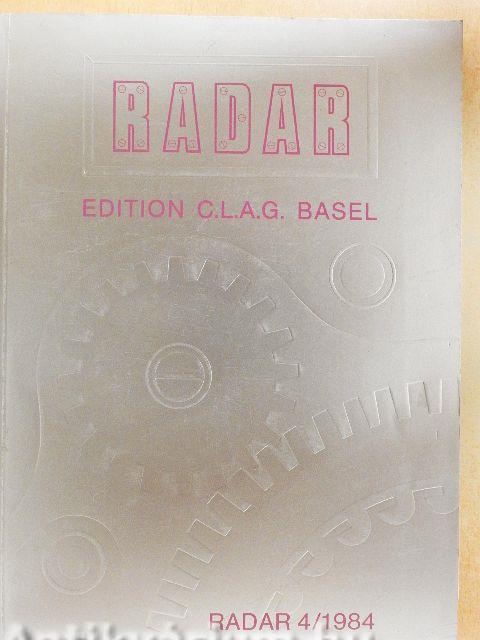 RADAR
EDITION C.L.A.G. BASEL
RADAR 4/1984